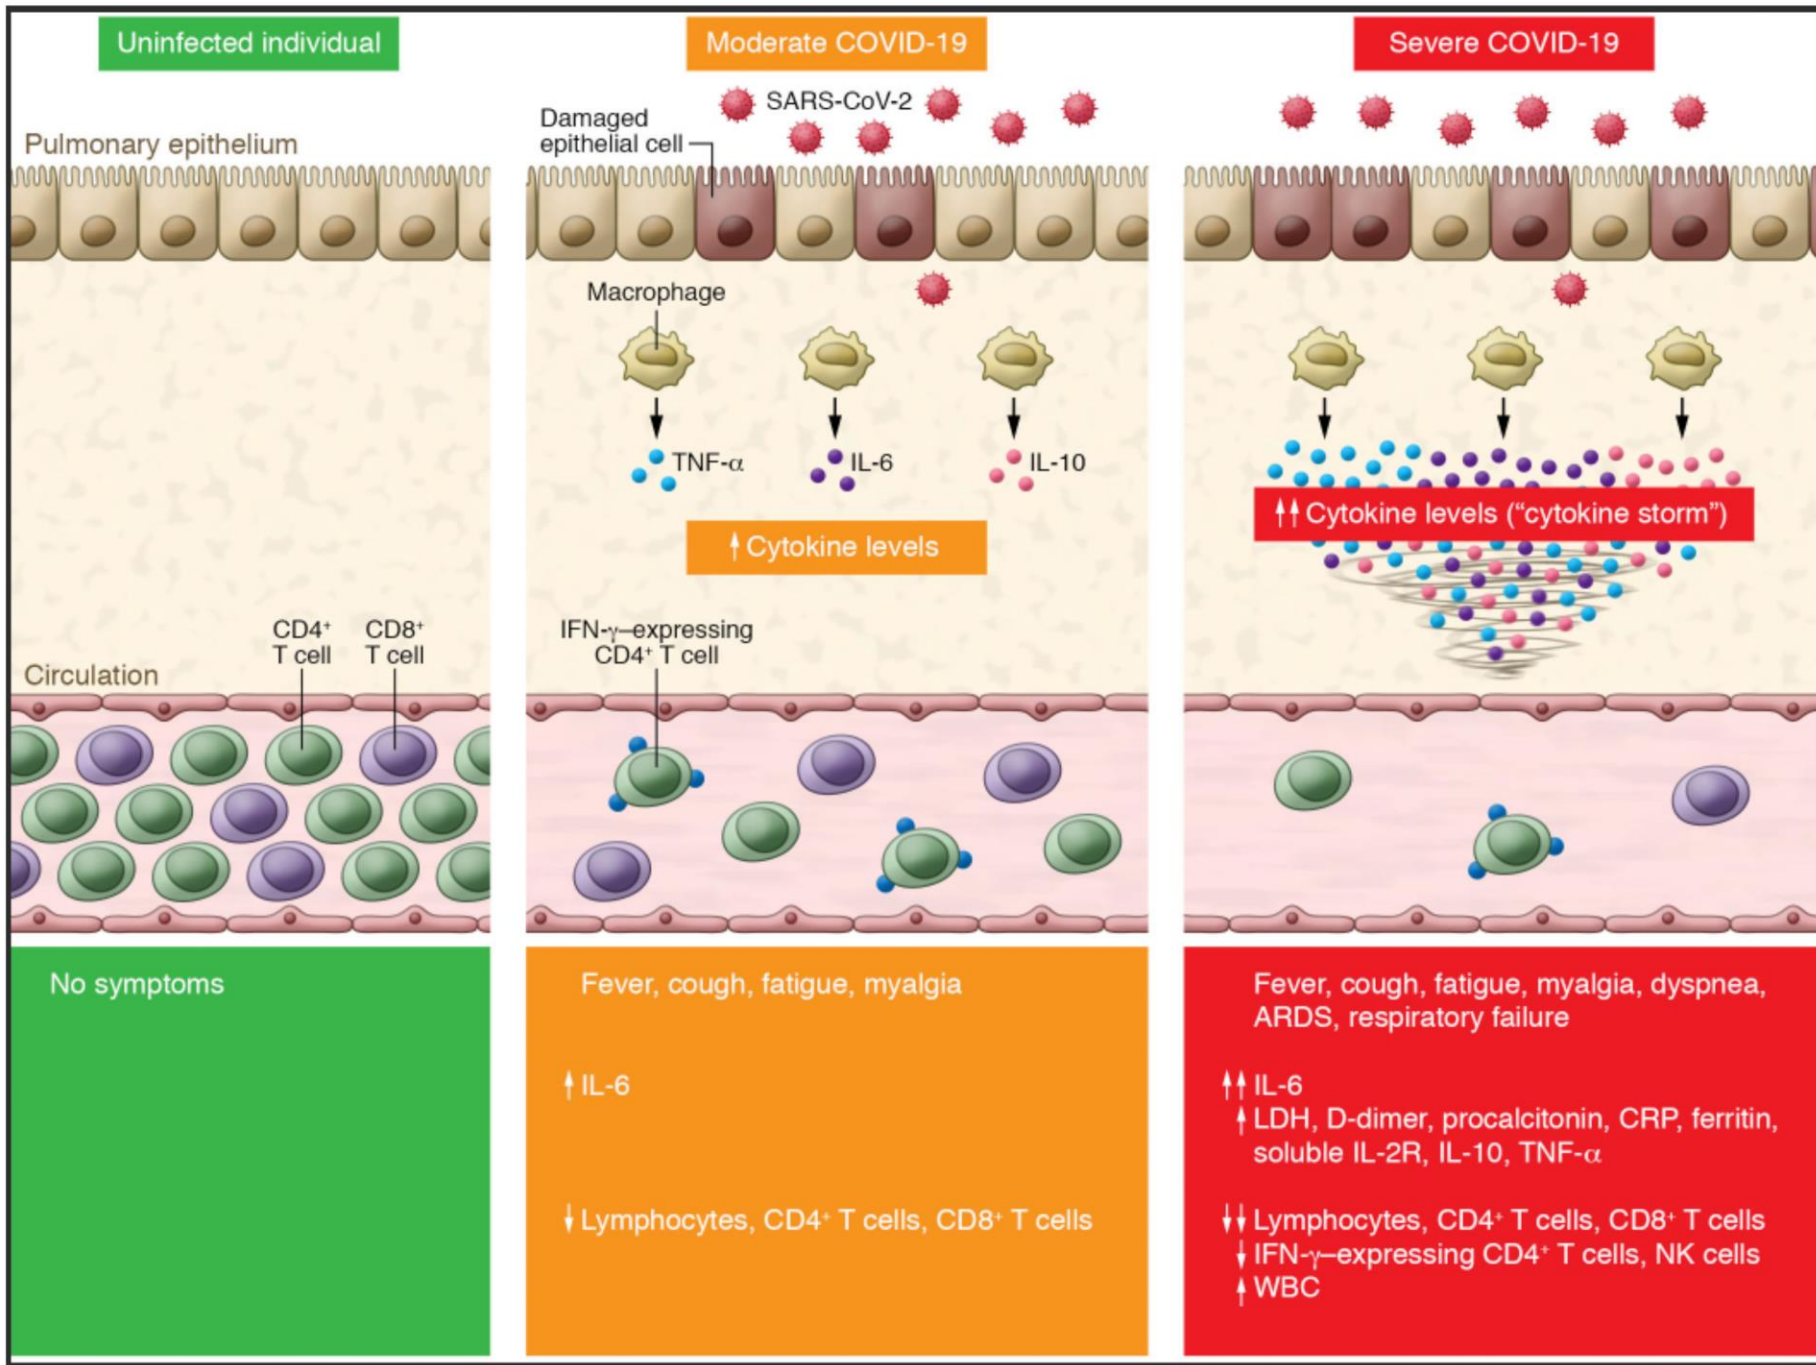 Uninfected individual
Pulmonary epithelium
CD4⁺
T cell
CD8⁺
T cell
Circulation
No symptoms
Moderate COVID-19
SARS-CoV-2
Damaged
epithelial cell
Macrophage
TNF-α
IL-6
IL-10
↑ Cytokine levels
IFN-γ–expressing
CD4⁺ T cell
Fever, cough, fatigue, myalgia
↑ IL-6
↓ Lymphocytes, CD4⁺ T cells, CD8⁺ T cells
Severe COVID-19
↑↑ Cytokine levels (“cytokine storm”)
Fever, cough, fatigue, myalgia, dyspnea,
ARDS, respiratory failure
↑↑ IL-6
↑ LDH, D-dimer, procalcitonin, CRP, ferritin,
soluble IL-2R, IL-10, TNF-α
↓↓ Lymphocytes, CD4⁺ T cells, CD8⁺ T cells
↓ IFN-γ–expressing CD4⁺ T cells, NK cells
↑ WBC